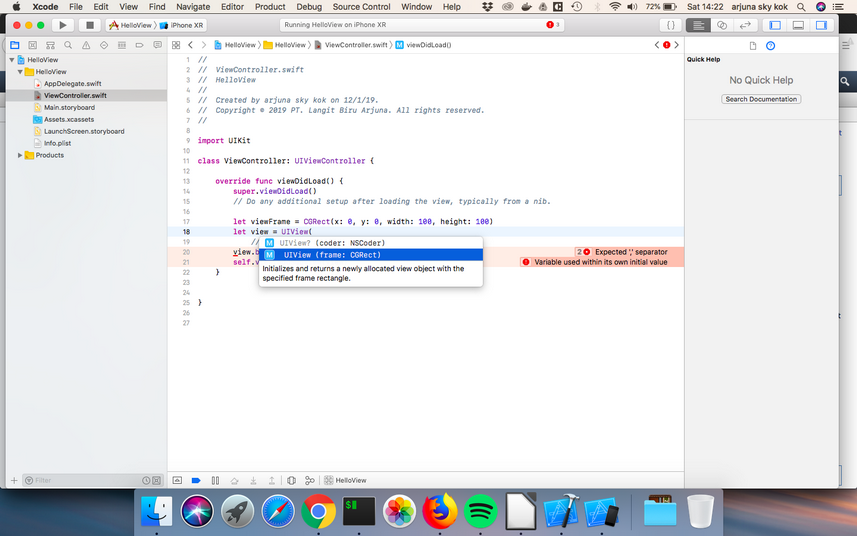 Xcode File Edit View Find Navigate Editor Product Debug Source Control Window Help 72% Sat 14:22 arjuna sky kok
HelloView iPhone XR Running HelloView on iPhone XR 3 { }
HelloView HelloView ViewController.swift M viewDidLoad()
HelloView
HelloView
AppDelegate.swift
ViewController.swift
Main.storyboard
Assets.xcassets
LaunchScreen.storyboard
Info.plist
Products
1 //
2 // ViewController.swift
3 // HelloView
4 //
5 // Created by arjuna sky kok on 12/1/19.
6 // Copyright © 2019 PT. Langit Biru Arjuna. All rights reserved.
7 //
8
9 import UIKit
10
11 class ViewController: UIViewController {
12
13 override func viewDidLoad() {
14 super.viewDidLoad()
15 // Do any additional setup after loading the view, typically from a nib.
16
17 let viewFrame = CGRect(x: 0, y: 0, width: 100, height: 100)
18 let view = UIView(
19 //
20 view.b 2 Expected ',' separator
21 self.v Variable used within its own initial value
22 }
23
24
25 }
26
27
M UIView? (coder: NSCoder)
M UIView (frame: CGRect)
Initializes and returns a newly allocated view object with the
specified frame rectangle.
Quick Help
No Quick Help
Search Documentation
Filter
HelloView
$